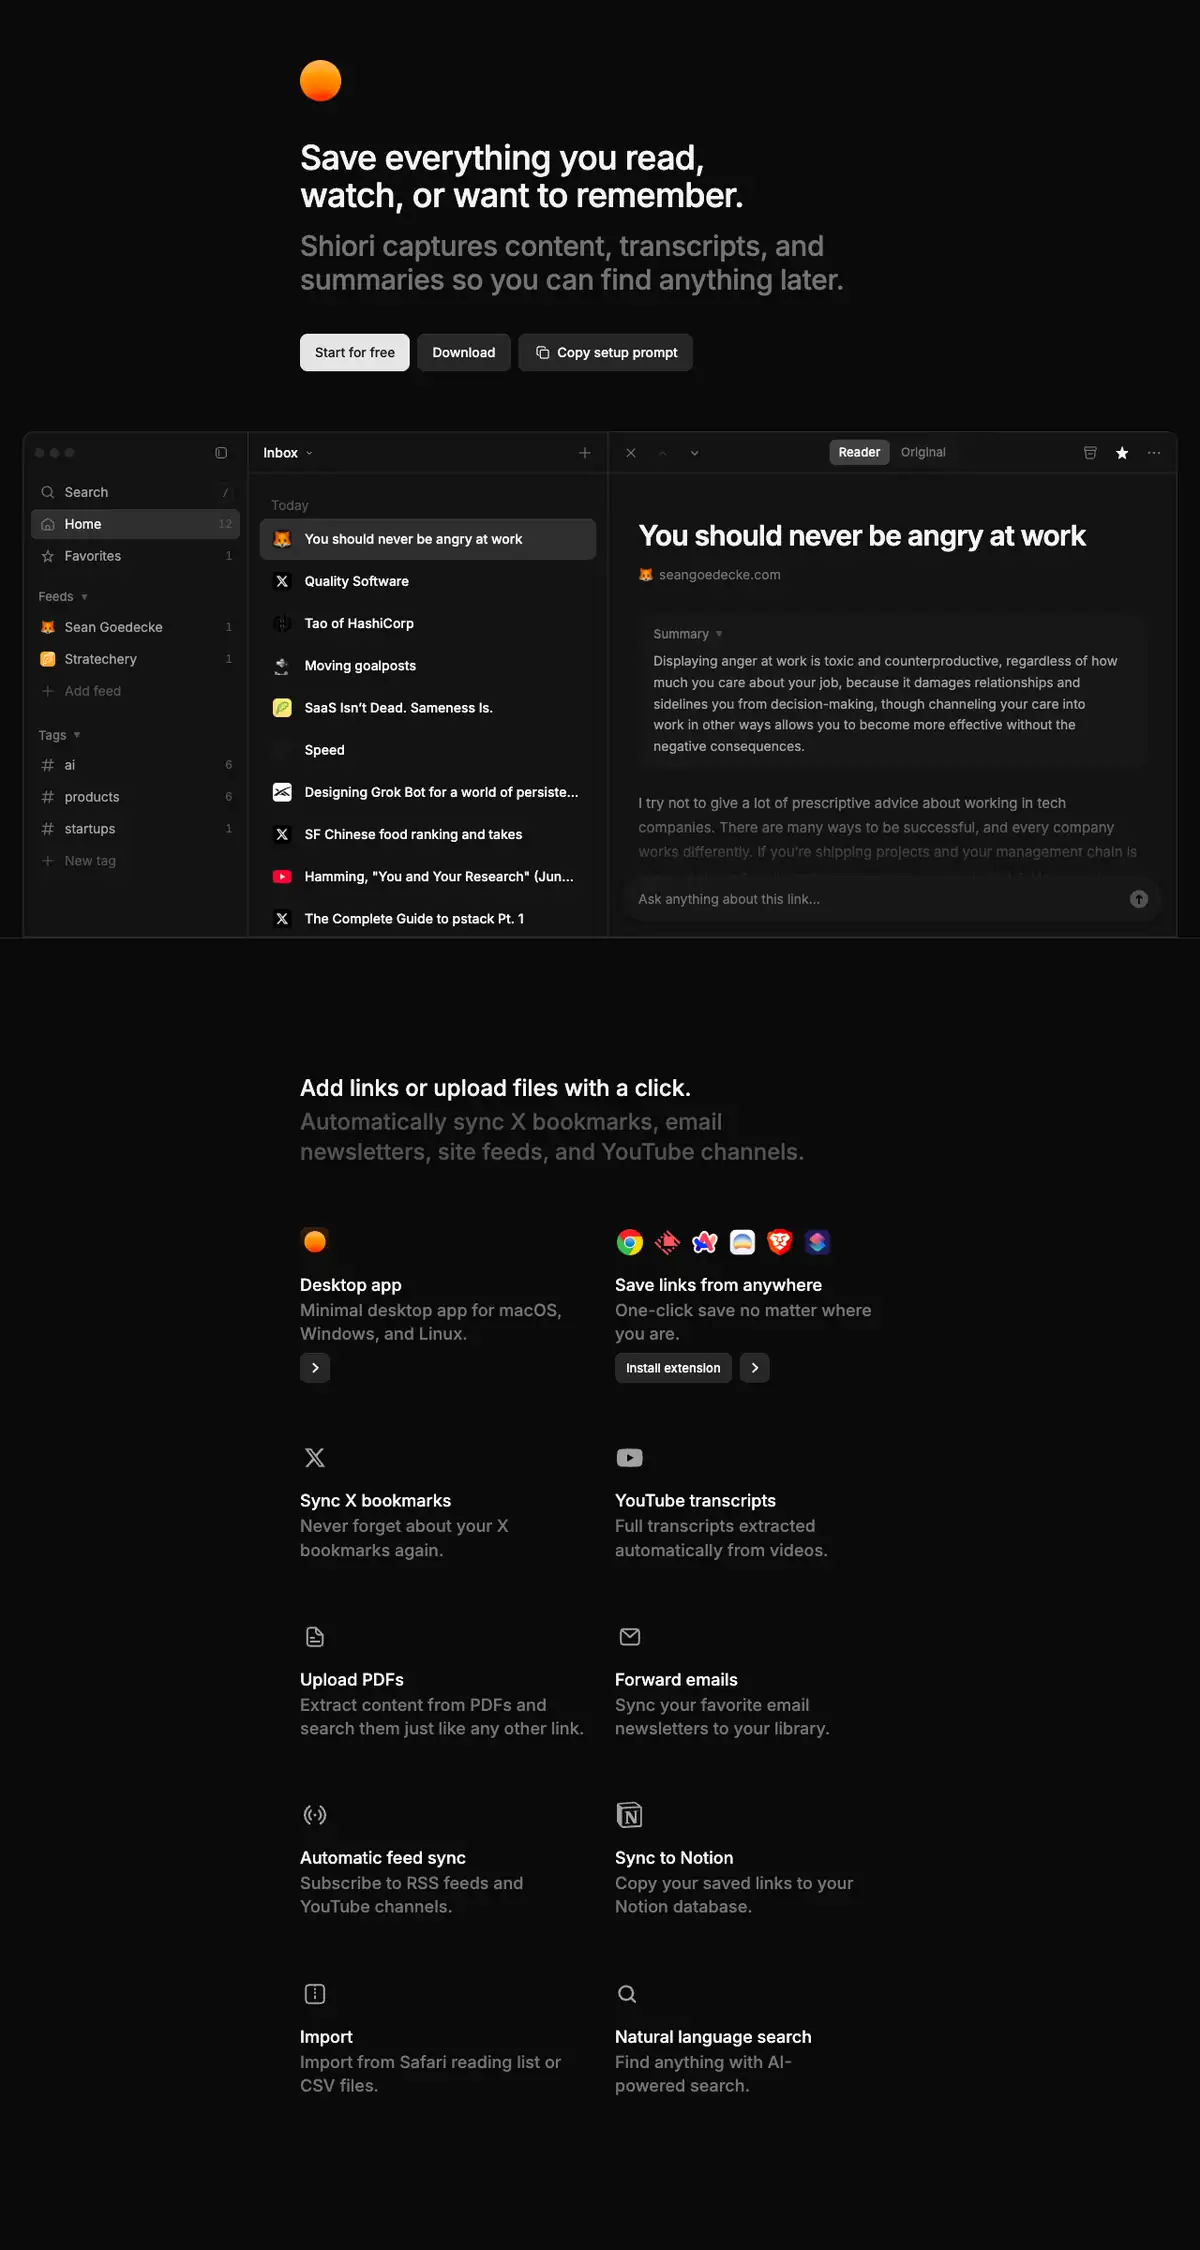 Save everything you read,
watch, or want to remember.
Shiori captures content, transcripts, and
summaries so you can find anything later.
Start for free
Download
Copy setup prompt
Search /
Home 12
Favorites 1
Feeds
Sean Goedecke 1
Stratechery 1
Add feed
Tags
# ai 6
# products 6
# startups 1
New tag
Inbox
Today
You should never be angry at work
Quality Software
Tao of HashiCorp
Moving goalposts
SaaS Isn’t Dead. Sameness Is.
Speed
Designing Grok Bot for a world of persiste...
SF Chinese food ranking and takes
Hamming, "You and Your Research" (Jun...
The Complete Guide to pstack Pt. 1
Reader
Original
You should never be angry at work
seangoedecke.com
Summary
Displaying anger at work is toxic and counterproductive, regardless of how
much you care about your job, because it damages relationships and
sidelines you from decision-making, though channeling your care into
work in other ways allows you to become more effective without the
negative consequences.
I try not to give a lot of prescriptive advice about working in tech
companies. There are many ways to be successful, and every company
works differently. If you’re shipping projects and your management chain is
Ask anything about this link...
Add links or upload files with a click.
Automatically sync X bookmarks, email
newsletters, site feeds, and YouTube channels.
Desktop app
Minimal desktop app for macOS,
Windows, and Linux.
Save links from anywhere
One-click save no matter where
you are.
Install extension
Sync X bookmarks
Never forget about your X
bookmarks again.
YouTube transcripts
Full transcripts extracted
automatically from videos.
Upload PDFs
Extract content from PDFs and
search them just like any other link.
Forward emails
Sync your favorite email
newsletters to your library.
Automatic feed sync
Subscribe to RSS feeds and
YouTube channels.
Sync to Notion
Copy your saved links to your
Notion database.
Import
Import from Safari reading list or
CSV files.
Natural language search
Find anything with AI-
powered search.